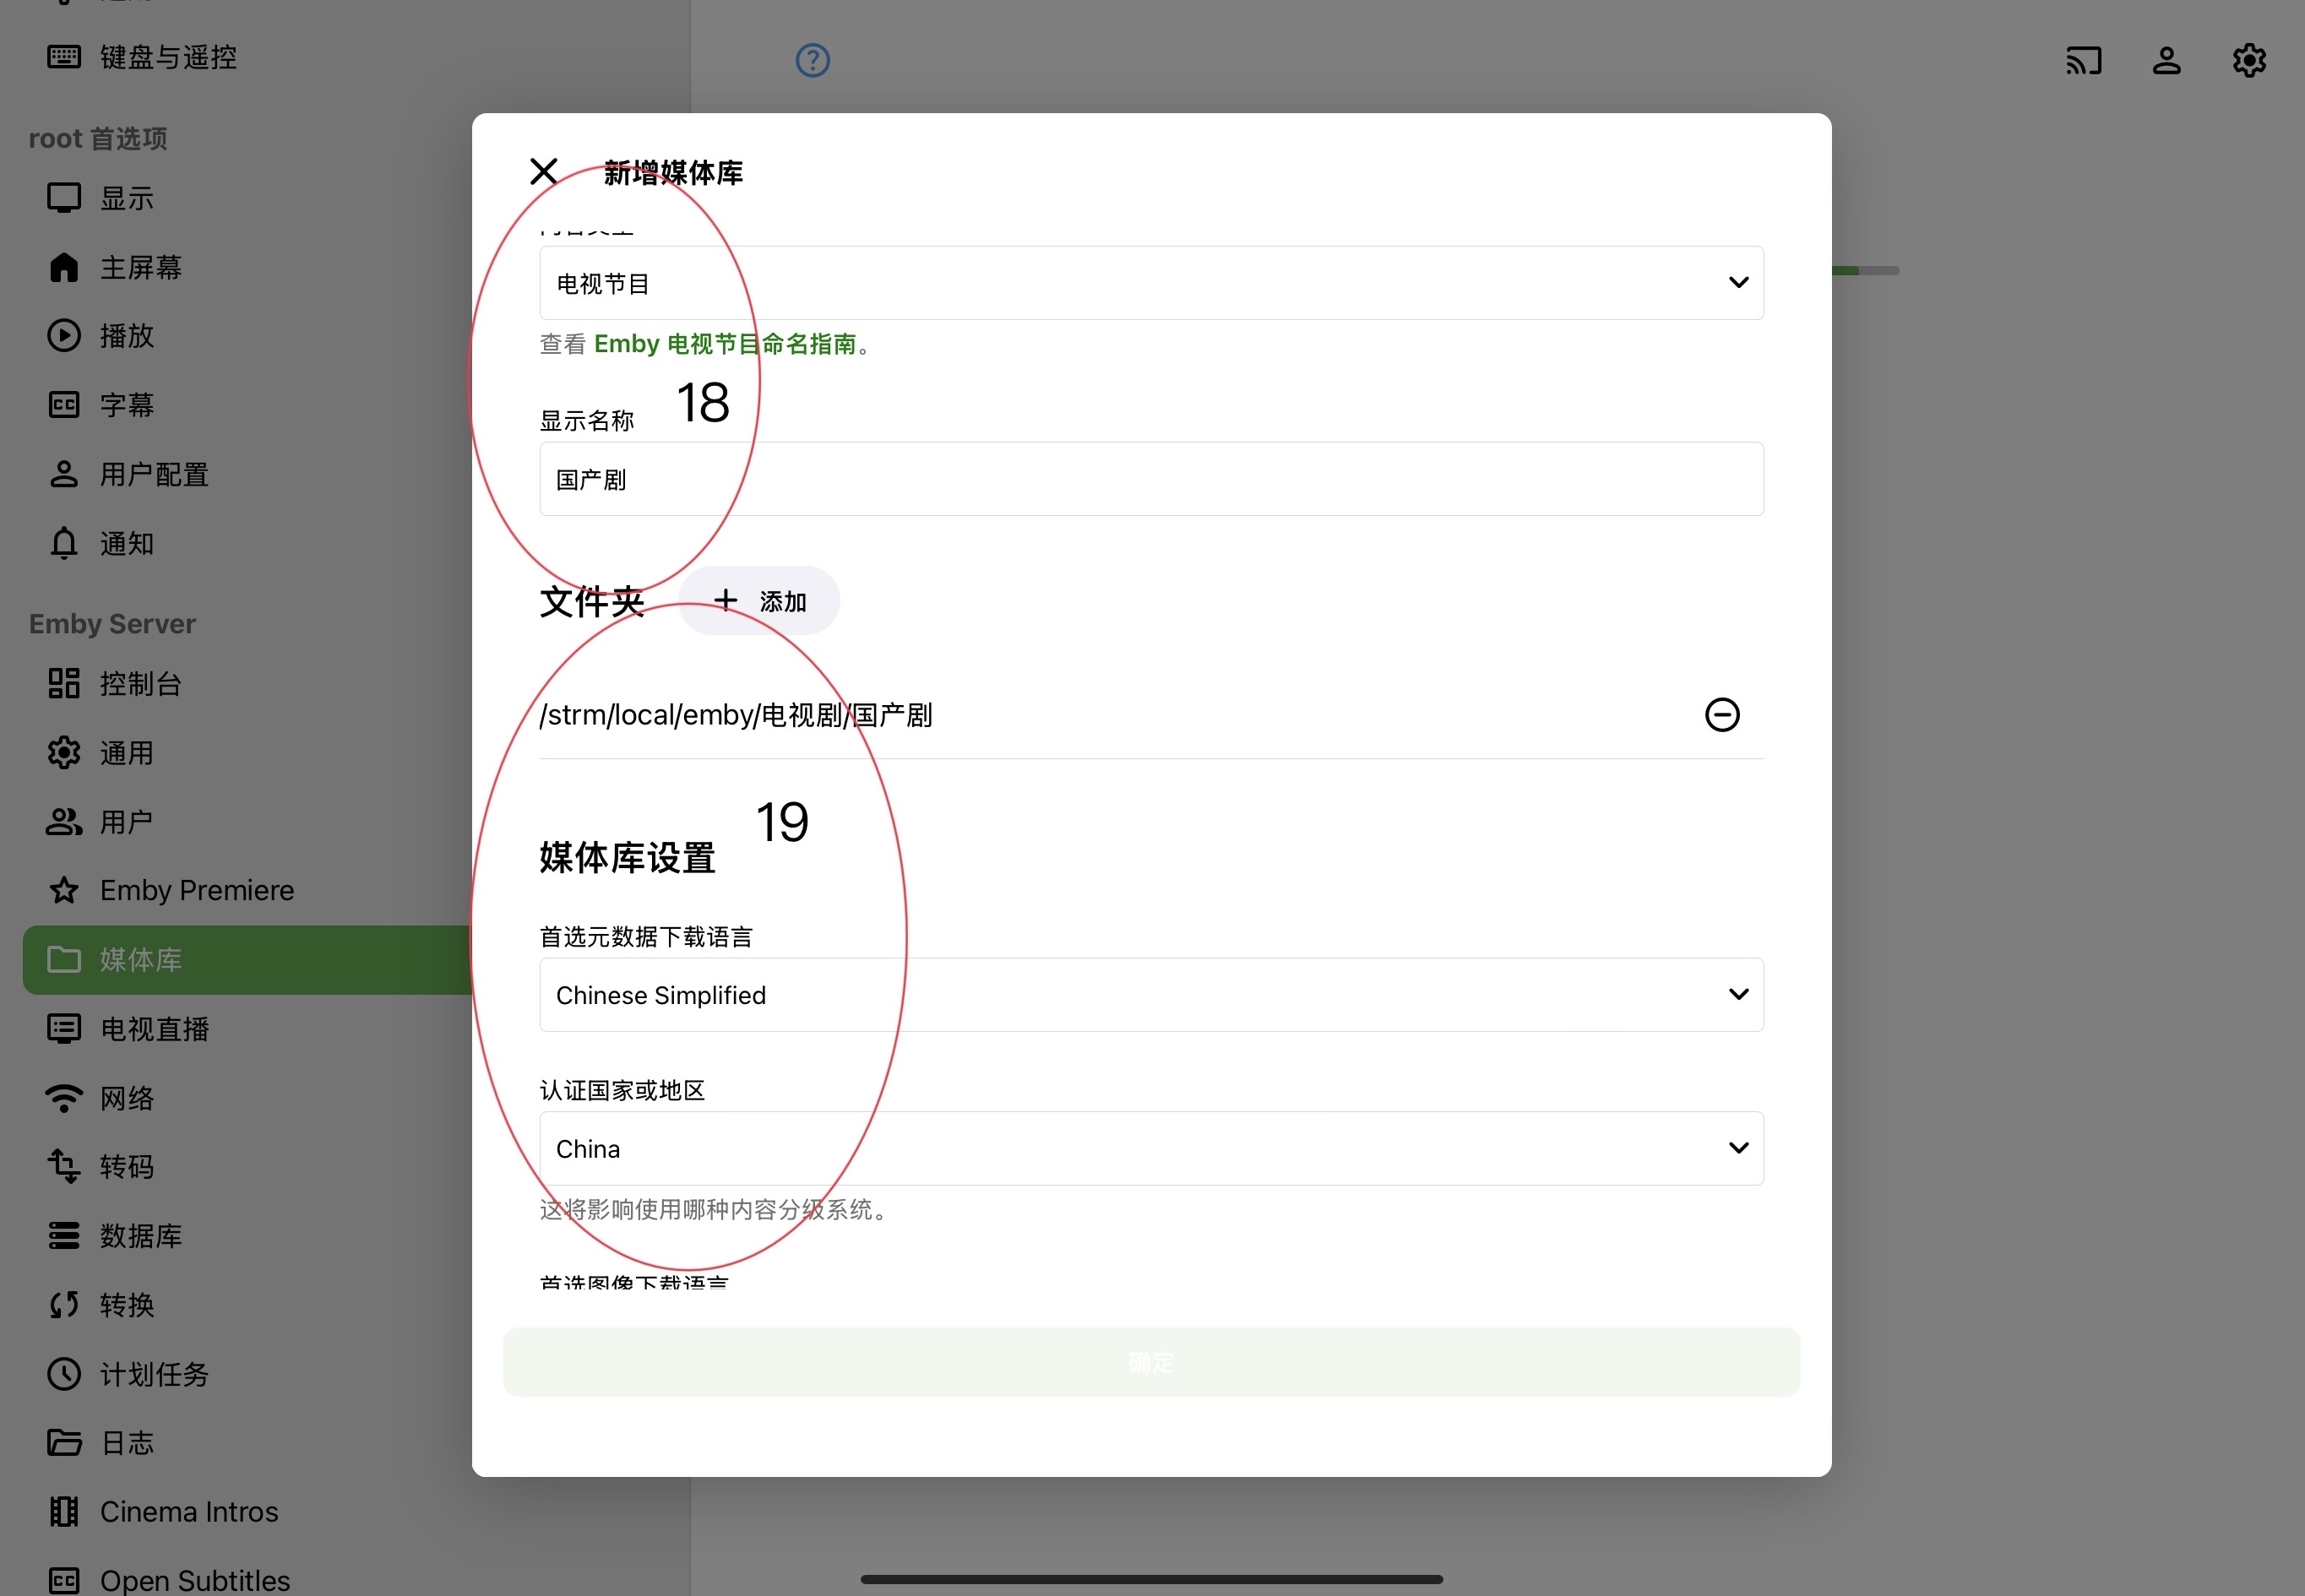 键盘与遥控
root 首选项
显示
主屏幕
播放
字幕
用户配置
通知
Emby Server
控制台
通用
用户
Emby Premiere
媒体库
电视直播
网络
转码
数据库
转换
计划任务
日志
Cinema Intros
Open Subtitles
新增媒体库
内容类型
电视节目
查看 Emby 电视节目命名指南。
18
显示名称
国产剧
文件夹 添加
/strm/local/emby/电视剧/国产剧
19
媒体库设置
首选元数据下载语言
Chinese Simplified
认证国家或地区
China
这将影响使用哪种内容分级系统。
首选图像下载语言
确定